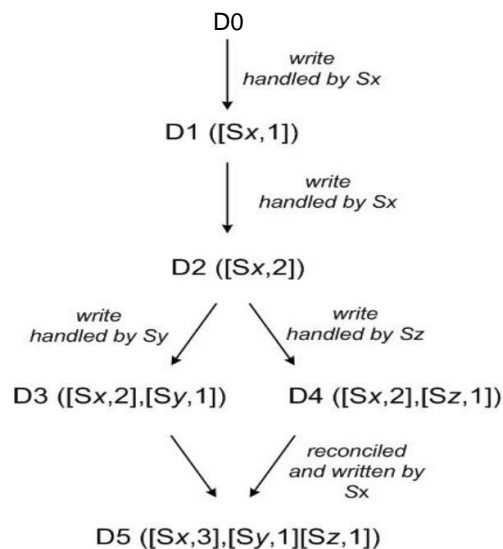 D0
write
handled by Sx
D1 ([Sx,1])
write
handled by Sx
D2 ([Sx,2])
write
handled by Sy
write
handled by Sz
D3 ([Sx,2],[Sy,1])
D4 ([Sx,2],[Sz,1])
reconciled
and written by
Sx
D5 ([Sx,3],[Sy,1][Sz,1])